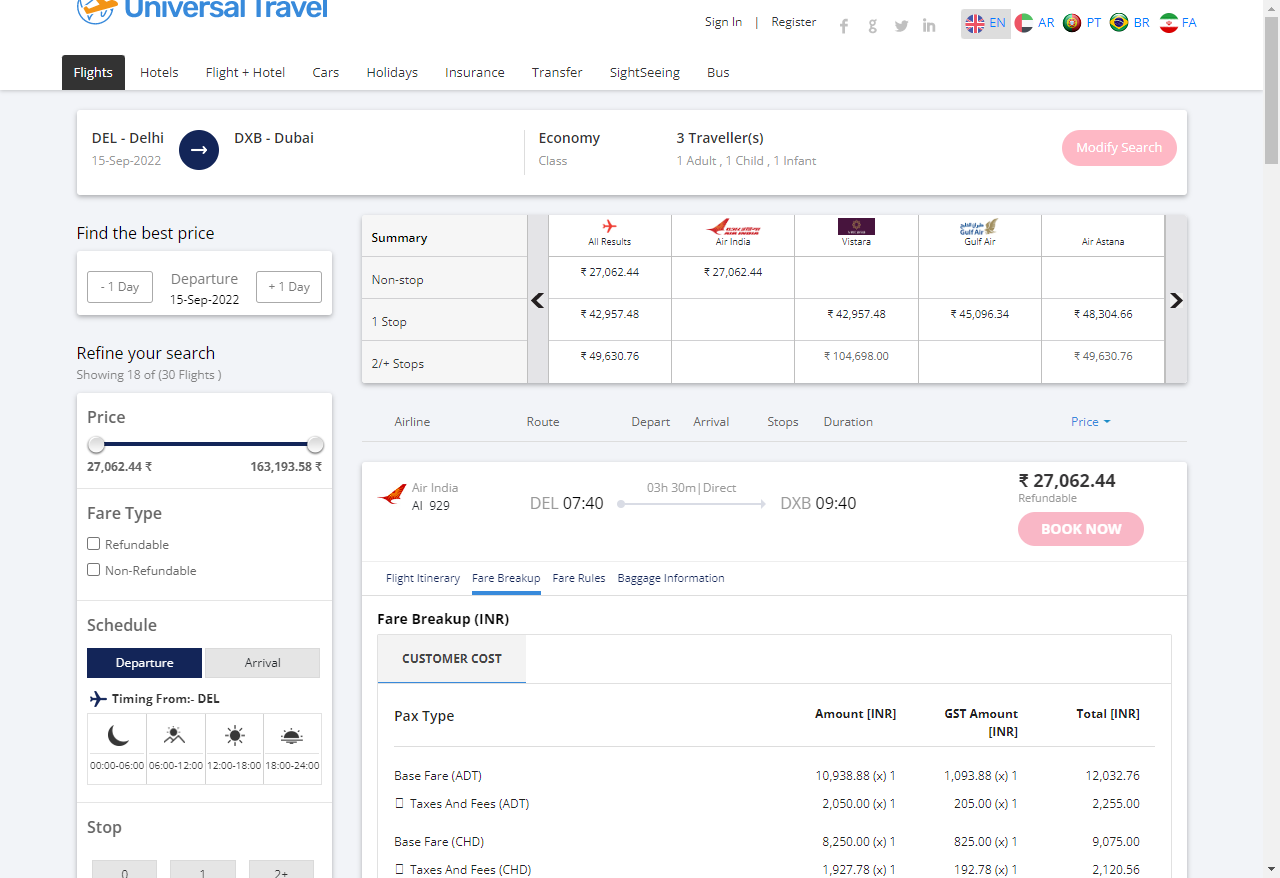 Universal Travel
Sign In | Register
EN AR PT BR FA
Flights Hotels Flight + Hotel Cars Holidays Insurance Transfer SightSeeing Bus
DEL - Delhi
15-Sep-2022
DXB - Dubai
Economy
Class
3 Traveller(s)
1 Adult , 1 Child , 1 Infant
Modify Search
Find the best price
- 1 Day
Departure
15-Sep-2022
+ 1 Day
Refine your search
Showing 18 of (30 Flights )
Price
27,062.44 ₹ 163,193.58 ₹
Fare Type
Refundable
Non-Refundable
Schedule
Departure Arrival
Timing From:- DEL
00:00-06:00 06:00-12:00 12:00-18:00 18:00-24:00
Stop
0 1 2+
Summary All Results Air India Vistara Gulf Air Air Astana
Non-stop ₹ 27,062.44 ₹ 27,062.44
1 Stop ₹ 42,957.48 ₹ 42,957.48 ₹ 45,096.34 ₹ 48,304.66
2/+ Stops ₹ 49,630.76 ₹ 104,698.00 ₹ 49,630.76
Airline Route Depart Arrival Stops Duration Price
Air India
AI 929
DEL 07:40
03h 30m|Direct
DXB 09:40
₹ 27,062.44
Refundable
BOOK NOW
Flight Itinerary Fare Breakup Fare Rules Baggage Information
Fare Breakup (INR)
CUSTOMER COST
Pax Type Amount [INR] GST Amount [INR] Total [INR]
Base Fare (ADT) 10,938.88 (x) 1 1,093.88 (x) 1 12,032.76
Taxes And Fees (ADT) 2,050.00 (x) 1 205.00 (x) 1 2,255.00
Base Fare (CHD) 8,250.00 (x) 1 825.00 (x) 1 9,075.00
Taxes And Fees (CHD) 1,927.78 (x) 1 192.78 (x) 1 2,120.56